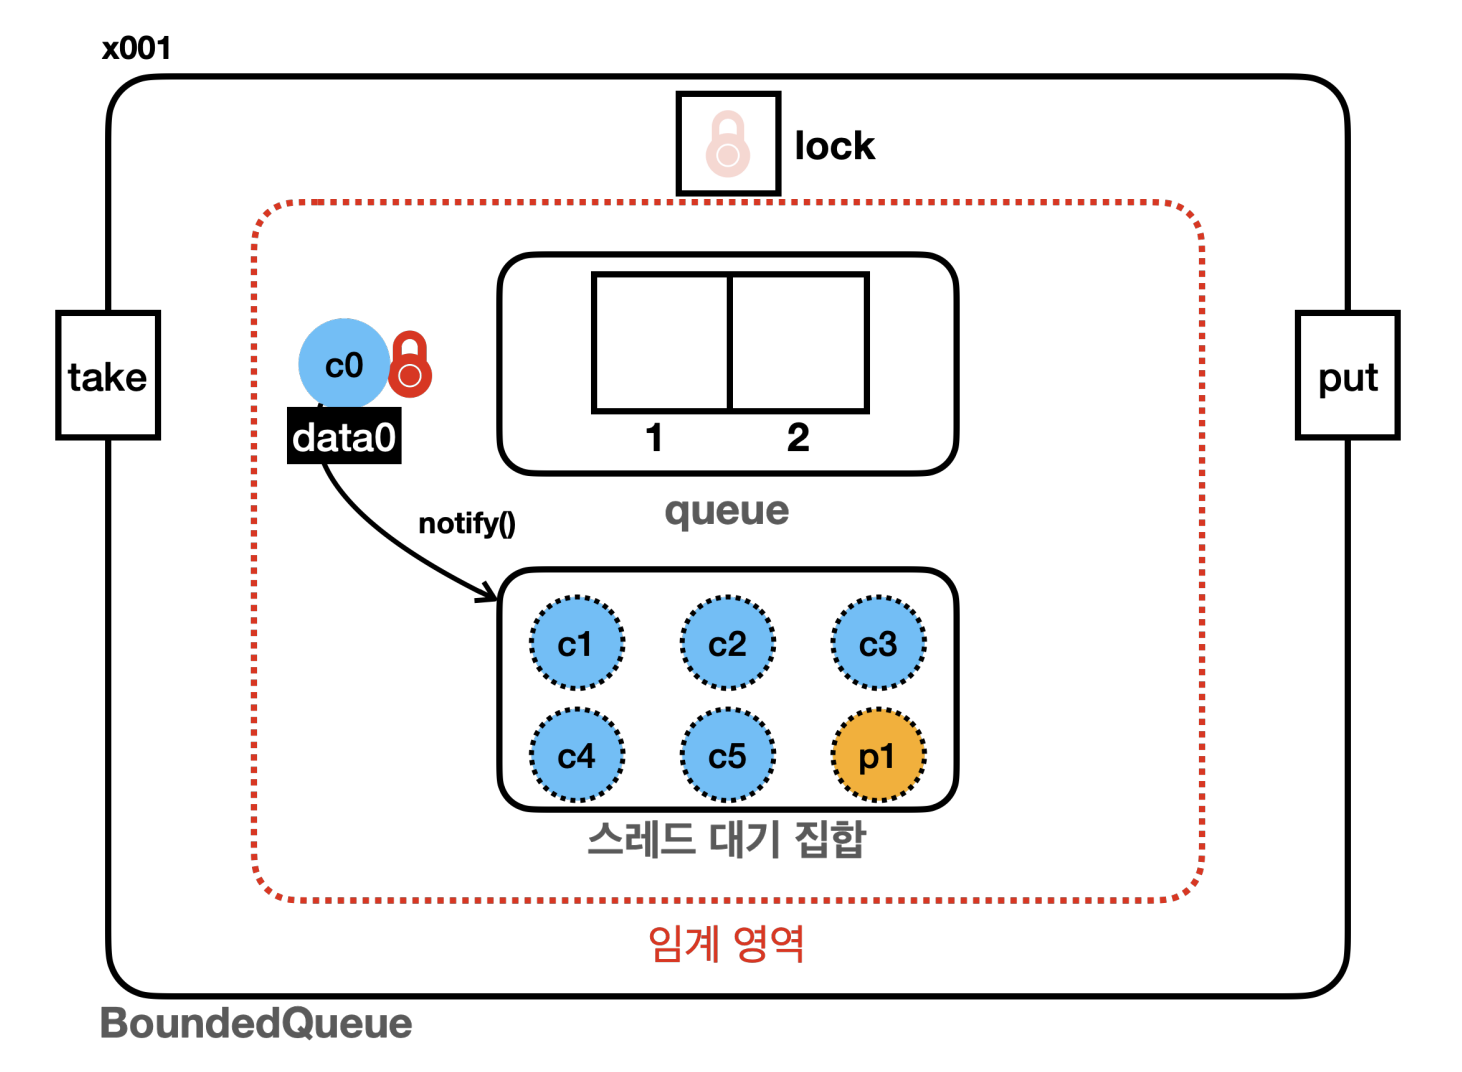 x001
lock
take
c0
data0
put
1 2
queue
notify()
c1 c2 c3
c4 c5 p1
스레드 대기 집합
임계 영역
BoundedQueue